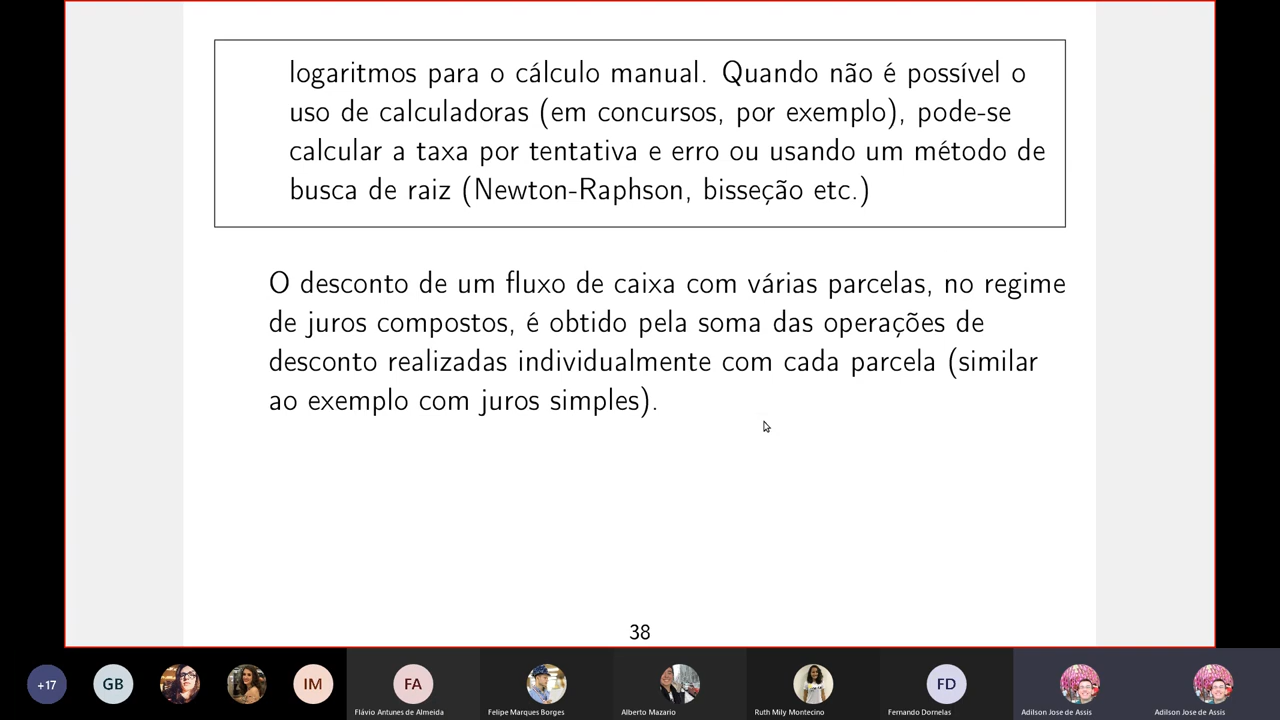 logaritmos para o cálculo manual. Quando não é possível o
uso de calculadoras (em concursos, por exemplo), pode-se
calcular a taxa por tentativa e erro ou usando um método de
busca de raiz (Newton-Raphson, bisseção etc.)
O desconto de um fluxo de caixa com várias parcelas, no regime
de juros compostos, é obtido pela soma das operações de
desconto realizadas individualmente com cada parcela (similar
ao exemplo com juros simples).
38
+17
GB
IM
FA
FD
Flávio Antunes de Almeida
Felipe Marques Borges
Alberto Mazario
Ruth Mily Montecino
Fernando Dornelas
Adilson Jose de Assis
Adilson Jose de Assis